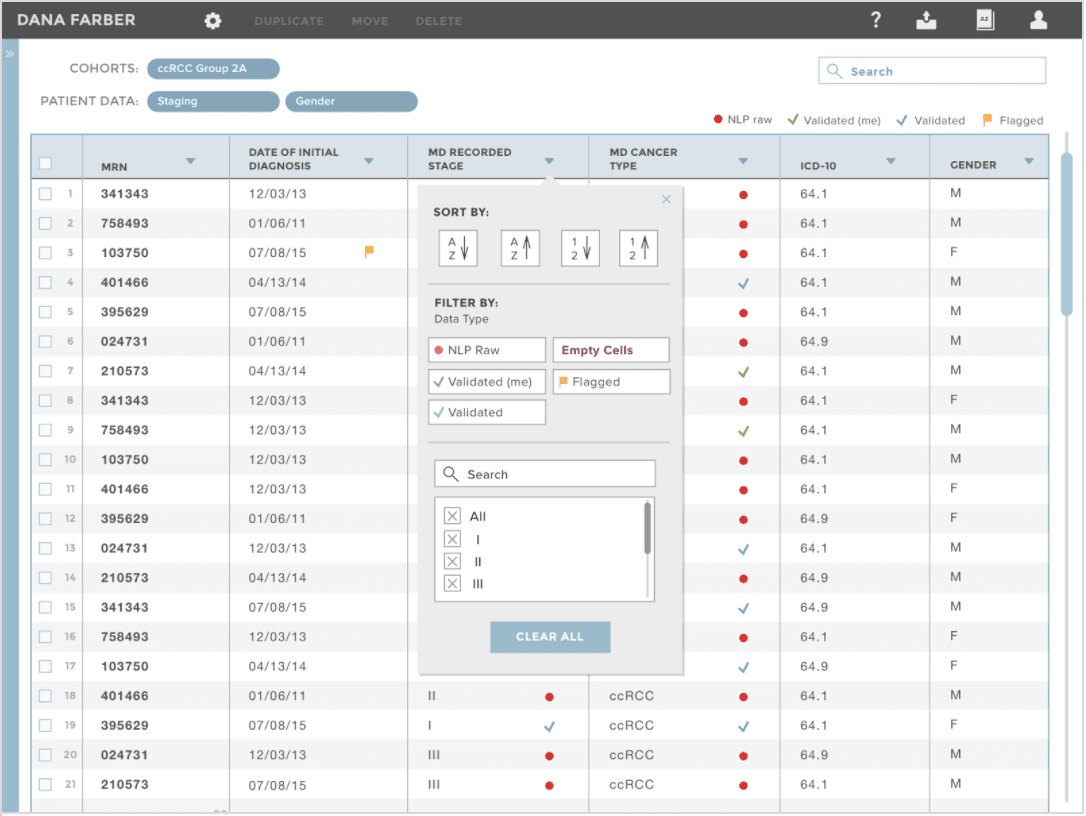 DANA FARBER DUPLICATE MOVE DELETE ? AZ
»
COHORTS: ccRCC Group 2A
Search
PATIENT DATA: Staging Gender
NLP raw Validated (me) Validated Flagged
MRN DATE OF INITIAL DIAGNOSIS MD RECORDED STAGE MD CANCER TYPE ICD-10 GENDER
1 341343 12/03/13 64.1 M
2 758493 01/06/11 64.1 M
3 103750 07/08/15 64.1 F
4 401466 04/13/14 64.1 M
5 395629 07/08/15 64.1 M
6 024731 01/06/11 64.9 M
7 210573 04/13/14 64.1 M
8 341343 12/03/13 64.1 F
9 758493 12/03/13 64.1 M
10 103750 12/03/13 64.1 M
11 401466 12/03/13 64.1 F
12 395629 01/06/11 64.9 F
13 024731 12/03/13 64.1 M
14 210573 04/13/14 64.9 M
15 341343 07/08/15 64.9 M
16 758493 12/03/13 64.1 F
17 103750 04/13/14 64.9 F
18 401466 01/06/11 II ccRCC 64.1 M
19 395629 07/08/15 I ccRCC 64.1 F
20 024731 12/03/13 III ccRCC 64.9 M
21 210573 07/08/15 III ccRCC 64.1 M
SORT BY:
A Z A Z 1 2 1 2
FILTER BY:
Data Type
NLP Raw Empty Cells
Validated (me) Flagged
Validated
Search
All
I
II
III
CLEAR ALL